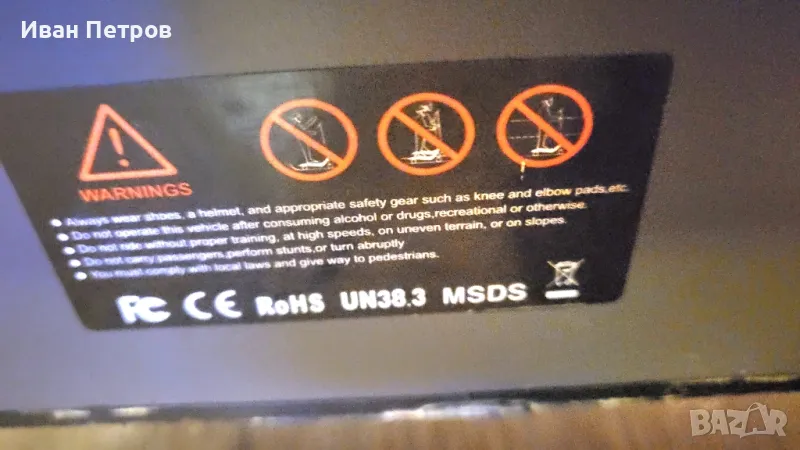 Иван Петров
WARNINGS
Always wear shoes, a helmet, and appropriate safety gear such as knee and elbow pads,etc.
Do not operate this vehicle after consuming alcohol or drugs,recreational or otherwise.
Do not ride without proper training, at high speeds, on uneven terrain, or on slopes.
Do not carry passengers,perform stunts,or turn abruptly
You must comply with local laws and give way to pedestrians.
FC CE RoHS UN38.3 MSDS
BAZAR